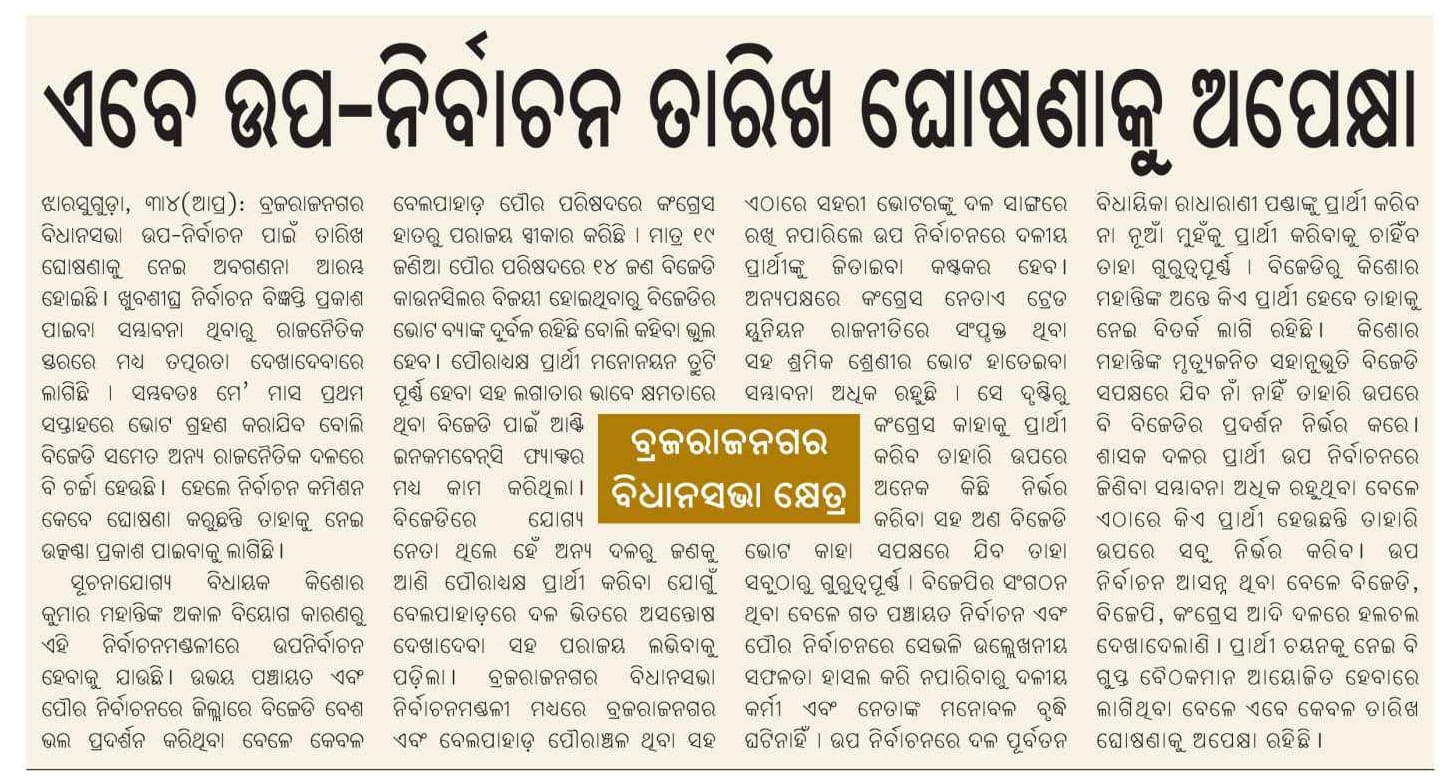 ଏବେ ଉପ-ନିର୍ବାଚନ ତାରିଖ ଘୋଷଣାକୁ ଅପେକ୍ଷା
ଝାରସୁଗୁଡ଼ା, ୩।୪(ଆପ୍ର): ବ୍ରଜରାଜନଗର
ବିଧାନସଭା ଉପ-ନିର୍ବାଚନ ପାଇଁ ତାରିଖ
ଘୋଷଣାକୁ ନେଇ ଅବଗଣନା ଆରମ୍ଭ
ହୋଇଛି। ଖୁବଶୀଘ୍ର ନିର୍ବାଚନ ବିଜ୍ଞପ୍ତି ପ୍ରକାଶ
ପାଇବା ସମ୍ଭାବନା ଥିବାରୁ ରାଜନୈତିକ
ସ୍ତରରେ ମଧ୍ୟ ତତ୍ପରତା ଦେଖାଦେବାରେ
ଲାଗିଛି । ସମ୍ଭବତଃ ମେ' ମାସ ପ୍ରଥମ
ସପ୍ତାହରେ ଭୋଟ ଗ୍ରହଣ କରାଯିବ ବୋଲି
ବିଜେଡି ସମେତ ଅନ୍ୟ ରାଜନୈତିକ ଦଳରେ
ବି ଚର୍ଚ୍ଚା ହେଉଛି। ହେଲେ ନିର୍ବାଚନ କମିଶନ
କେବେ ଘୋଷଣା କରୁଛନ୍ତି ତାହାକୁ ନେଇ
ଉତ୍କଣ୍ଠା ପ୍ରକାଶ ପାଇବାକୁ ଲାଗିଛି।
ସୂଚନାଯୋଗ୍ୟ ବିଧାୟକ କିଶୋର
କୁମାର ମହାନ୍ତିଙ୍କ ଅକାଳ ବିୟୋଗ କାରଣରୁ
ଏହି ନିର୍ବାଚନମଣ୍ଡଳୀରେ ଉପନିର୍ବାଚନ
ହେବାକୁ ଯାଉଛି। ଉଭୟ ପଞ୍ଚାୟତ ଏବଂ
ପୌର ନିର୍ବାଚନରେ ଜିଲ୍ଲାରେ ବିଜେଡି ବେଶ
ଭଲ ପ୍ରଦର୍ଶନ କରିଥିବା ବେଳେ କେବଳ
ବେଲପାହାଡ଼ ପୌର ପରିଷଦରେ କଂଗ୍ରେସ
ହାତରୁ ପରାଜୟ ସ୍ୱୀକାର କରିଛି । ମାତ୍ର ୧୯
ଜଣିଆ ପୌର ପରିଷଦରେ ୧୪ ଜଣ ବିଜେଡି
କାଉନସିଲର ବିଜୟୀ ହୋଇଥିବାରୁ ବିଜେଡିର
ଭୋଟ ବ୍ୟାଙ୍କ ଦୁର୍ବଳ ରହିଛି ବୋଲି କହିବା ଭୁଲ
ହେବ। ପୌରାଧ୍ୟକ୍ଷ ପ୍ରାର୍ଥୀ ମନୋନୟନ ତ୍ରୁଟି
ପୂର୍ଣ୍ଣ ହେବା ସହ ଲଗାତାର ଭାବେ କ୍ଷମତାରେ
ଥିବା ବିଜେଡି ପାଇଁ ଆଣ୍ଟି
ଇନକମବେନ୍‌ସି ଫ୍ୟାକ୍ଟର
ମଧ୍ୟ କାମ କରିଥିଲା।
ବିଜେଡିରେ ଯୋଗ୍ୟ
ନେତା ଥିଲେ ହେଁ ଅନ୍ୟ ଦଳରୁ ଜଣକୁ
ଆଣି ପୌରାଧ୍ୟକ୍ଷ ପ୍ରାର୍ଥୀ କରିବା ଯୋଗୁଁ
ବେଲପାହାଡ଼ରେ ଦଳ ଭିତରେ ଅସନ୍ତୋଷ
ଦେଖାଦେବା ସହ ପରାଜୟ ଲଭିବାକୁ
ପଡ଼ିଲା। ବ୍ରଜରାଜନଗର ବିଧାନସଭା
ନିର୍ବାଚନମଣ୍ଡଳୀ ମଧ୍ୟରେ ବ୍ରଜରାଜନଗର
ଏବଂ ବେଲପାହାଡ଼ ପୌରାଞ୍ଚଳ ଥିବା ସହ
ବ୍ରଜରାଜନଗର
ବିଧାନସଭା କ୍ଷେତ୍ର
ଏଠାରେ ସହରୀ ଭୋଟରଙ୍କୁ ଦଳ ସାଙ୍ଗରେ
ରଖି ନପାରିଲେ ଉପ ନିର୍ବାଚନରେ ଦଳୀୟ
ପ୍ରାର୍ଥୀଙ୍କୁ ଜିତାଇବା କଷ୍ଟକର ହେବ।
ଅନ୍ୟପକ୍ଷରେ କଂଗ୍ରେସ ନେତାଏ ଟ୍ରେଡ
ୟୁନିୟନ ରାଜନୀତିରେ ସଂପୃକ୍ତ ଥିବା
ସହ ଶ୍ରମିକ ଶ୍ରେଣୀର ଭୋଟ ହାତେଇବା
ସମ୍ଭାବନା ଅଧିକ ରହୁଛି । ସେ ଦୃଷ୍ଟିରୁ
କଂଗ୍ରେସ କାହାକୁ ପ୍ରାର୍ଥୀ
କରିବ ତାହାରି ଉପରେ
ଅନେକ କିଛି ନିର୍ଭର
କରିବା ସହ ଅଣ ବିଜେଡି
ଭୋଟ କାହା ସପକ୍ଷରେ ଯିବ ତାହା
ସବୁଠାରୁ ଗୁରୁତ୍ୱପୂର୍ଣ୍ଣ । ବିଜେପିର ସଂଗଠନ
ଥିବା ବେଳେ ଗତ ପଞ୍ଚାୟତ ନିର୍ବାଚନ ଏବଂ
ପୌର ନିର୍ବାଚନରେ ସେଭଳି ଉଲ୍ଲେଖନୀୟ
ସଫଳତା ହାସଲ କରି ନପାରିବାରୁ ଦଳୀୟ
କର୍ମୀ ଏବଂ ନେତାଙ୍କ ମନୋବଳ ବୃଦ୍ଧି
ଘଟିନାହିଁ । ଉପ ନିର୍ବାଚନରେ ଦଳ ପୂର୍ବତନ
ବିଧାୟିକା ରାଧାରାଣୀ ପଣ୍ଡାଙ୍କୁ ପ୍ରାର୍ଥୀ କରିବ
ନା ନୂଆଁ ମୁହଁକୁ ପ୍ରାର୍ଥୀ କରିବାକୁ ଚାହିଁବ
ତାହା ଗୁରୁତ୍ୱପୂର୍ଣ୍ଣ । ବିଜେଡିରୁ କିଶୋର
ମହାନ୍ତିଙ୍କ ଅନ୍ତେ କିଏ ପ୍ରାର୍ଥୀ ହେବେ ତାହାକୁ
ନେଇ ବିତର୍କ ଲାଗି ରହିଛି। କିଶୋର
ମହାନ୍ତିଙ୍କ ମୃତ୍ୟୁଜନିତ ସହାନୁଭୂତି ବିଜେଡି
ସପକ୍ଷରେ ଯିବ ନାଁ ନାହିଁ ତାହାରି ଉପରେ
ବି ବିଜେଡିର ପ୍ରଦର୍ଶନ ନିର୍ଭର କରେ।
ଶାସକ ଦଳର ପ୍ରାର୍ଥୀ ଉପ ନିର୍ବାଚନରେ
ଜିଣିବା ସମ୍ଭାବନା ଅଧିକ ରହୁଥିବା ବେଳେ
ଏଠାରେ କିଏ ପ୍ରାର୍ଥୀ ହେଉଛନ୍ତି ତାହାରି
ଉପରେ ସବୁ ନିର୍ଭର କରିବ। ଉପ
ନିର୍ବାଚନ ଆସନ୍ନ ଥିବା ବେଳେ ବିଜେଡି,
ବିଜେପି, କଂଗ୍ରେସ ଆଦି ଦଳରେ ହଲଚଲ
ଦେଖାଦେଲାଣି । ପ୍ରାର୍ଥୀ ଚୟନକୁ ନେଇ ବି
ଗୁପ୍ତ ବୈଠକମାନ ଆୟୋଜିତ ହେବାରେ
ଲାଗିଥିବା ବେଳେ ଏବେ କେବଳ ତାରିଖ
ଘୋଷଣାକୁ ଅପେକ୍ଷା ରହିଛି ।